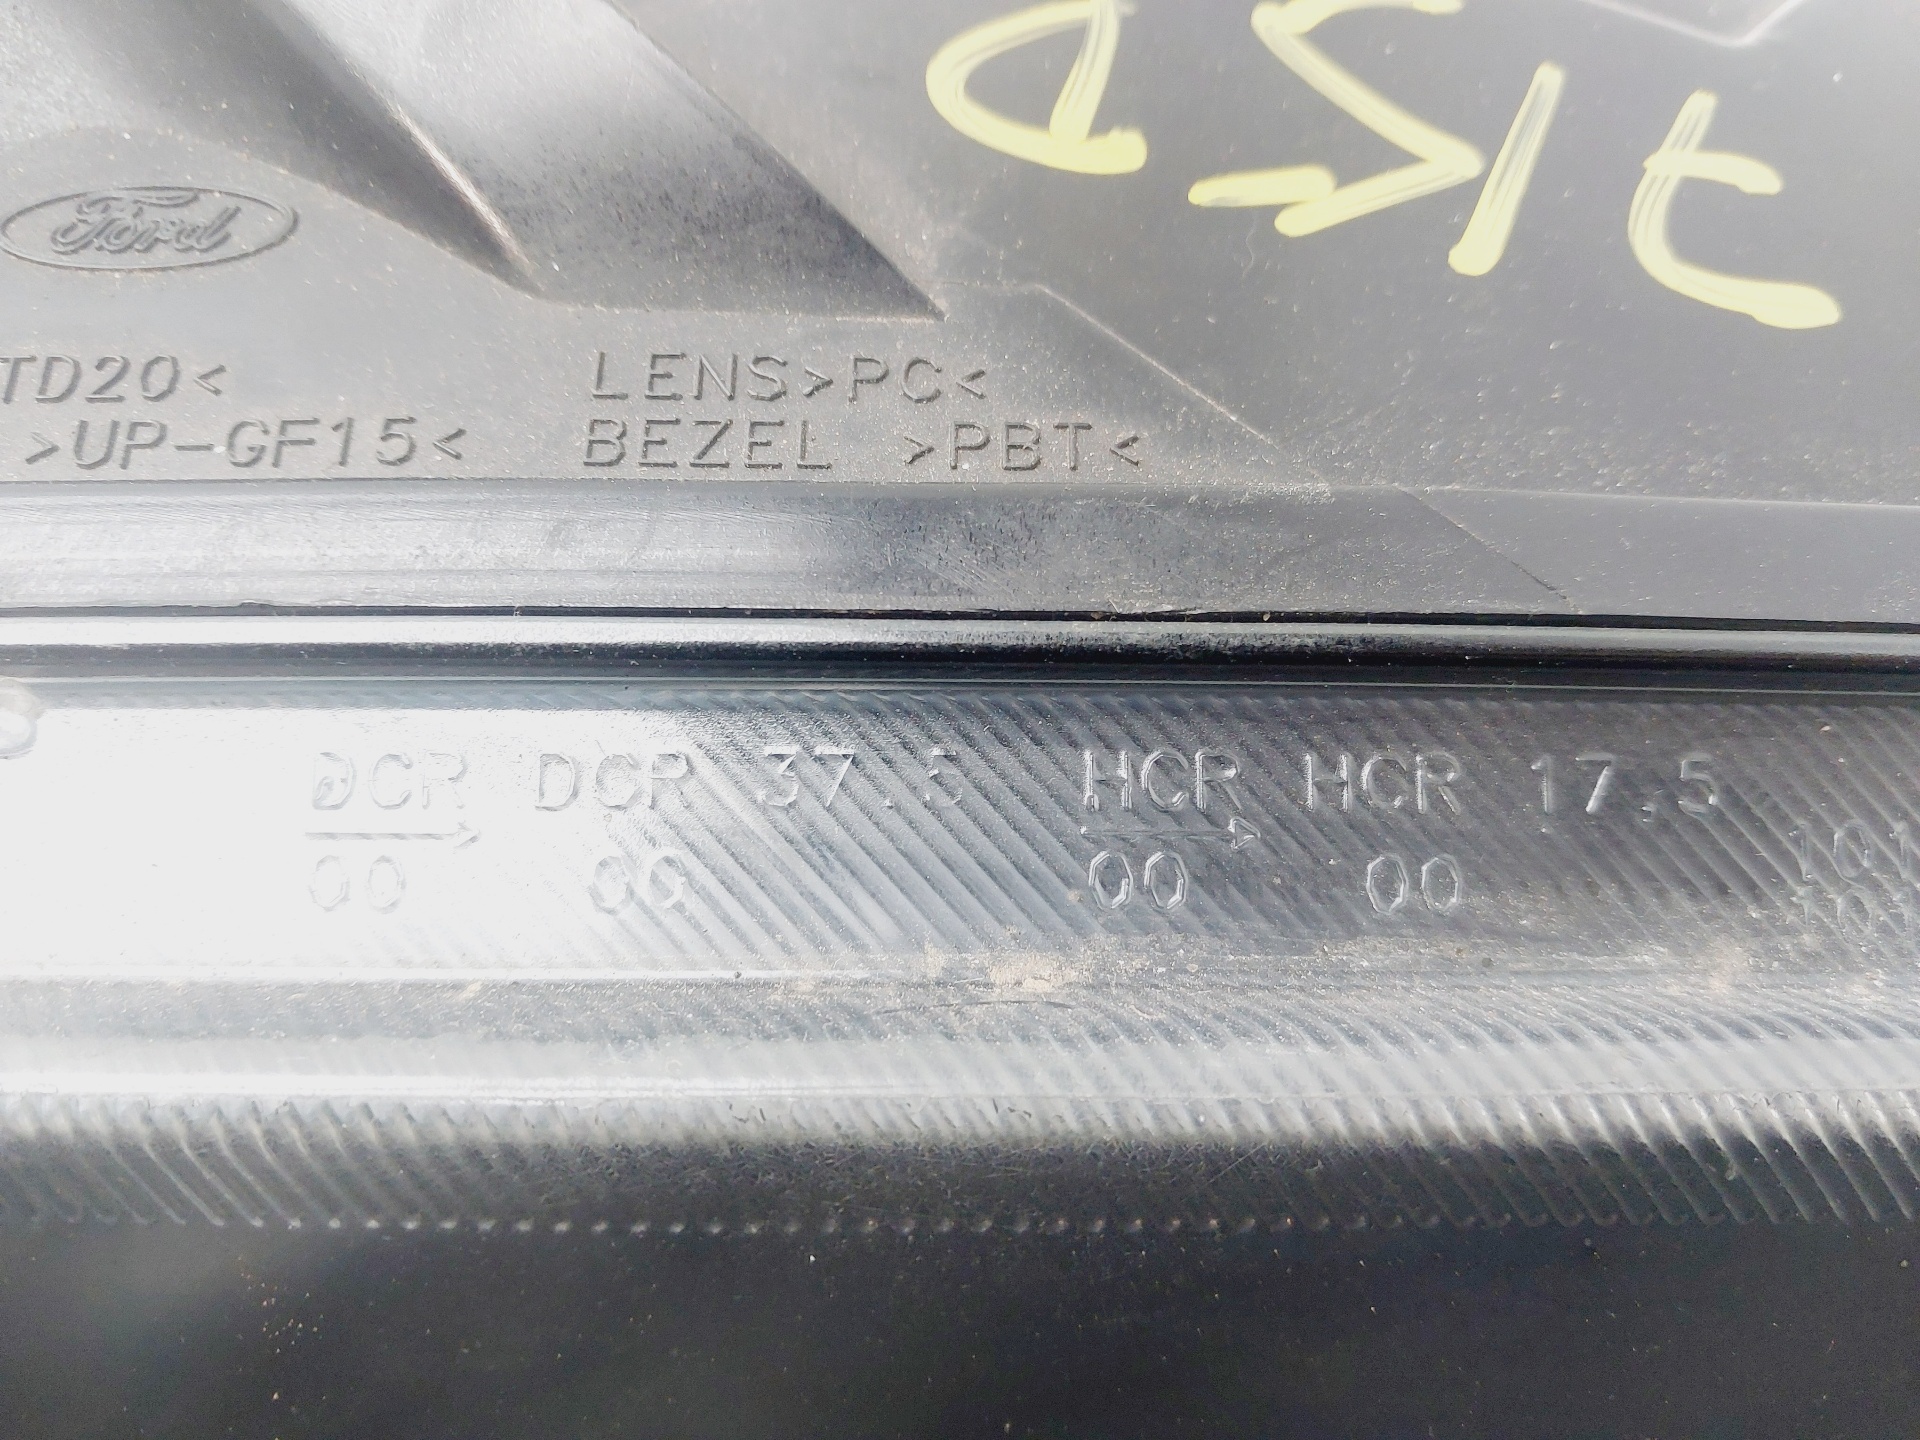 Ford
TD20< LENS>PC<
>UP-GF15< BEZEL >PBT<
DCR DCR 37.5 HCR HCR 17.5
00 00 00 00